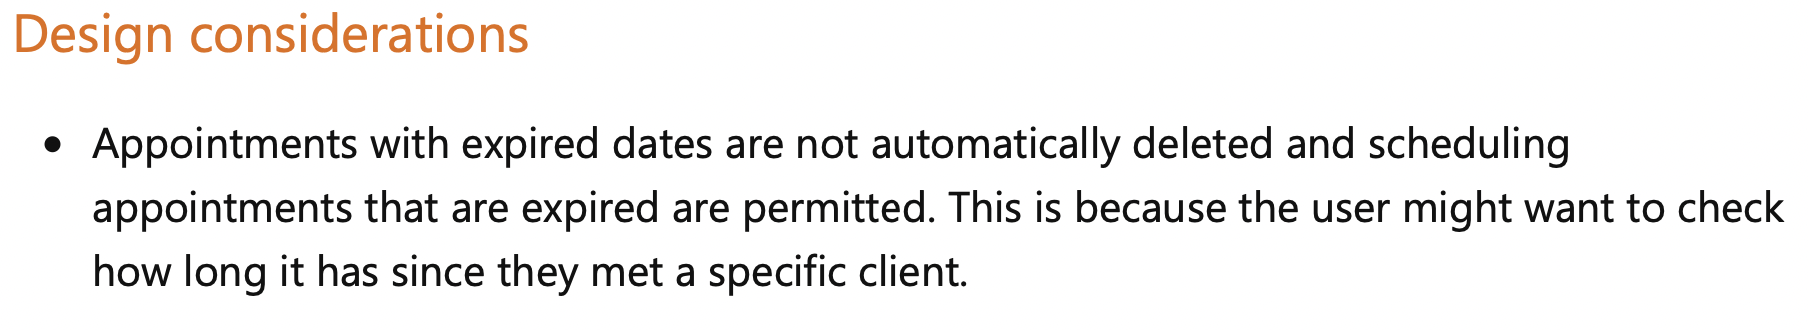 Design considerations
• Appointments with expired dates are not automatically deleted and scheduling
appointments that are expired are permitted. This is because the user might want to check
how long it has since they met a specific client.